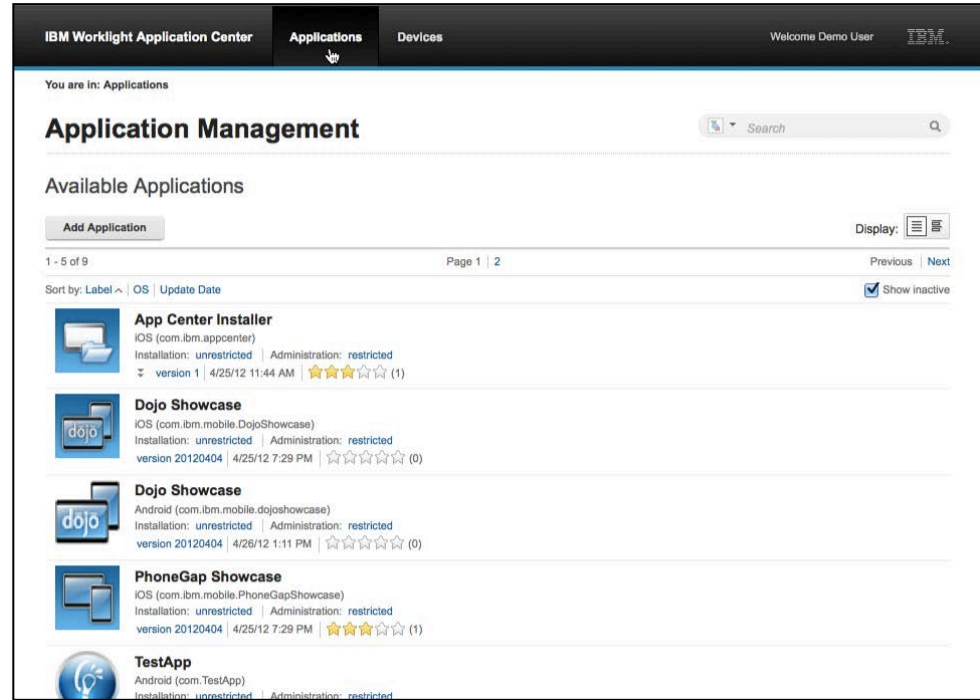 IBM Worklight Application Center Applications Devices Welcome Demo User IBM.
You are in: Applications
Application Management
Search
Available Applications
Add Application
Display:
1 - 5 of 9 Page 1 | 2 Previous | Next
Sort by: Label | OS | Update Date Show inactive
App Center Installer
iOS (com.ibm.appcenter)
Installation: unrestricted | Administration: restricted
version 1 | 4/25/12 11:44 AM | (1)
Dojo Showcase
dojo
iOS (com.ibm.mobile.DojoShowcase)
Installation: unrestricted | Administration: restricted
version 20120404 | 4/25/12 7:29 PM | (0)
Dojo Showcase
dōjō
Android (com.ibm.mobile.dojoshowcase)
Installation: unrestricted | Administration: restricted
version 20120404 | 4/26/12 1:11 PM | (0)
PhoneGap Showcase
iOS (com.ibm.mobile.PhoneGapShowcase)
Installation: unrestricted | Administration: restricted
version 20120404 | 4/25/12 7:29 PM | (1)
TestApp
Android (com.TestApp)
Installation: unrestricted | Administration: restricted